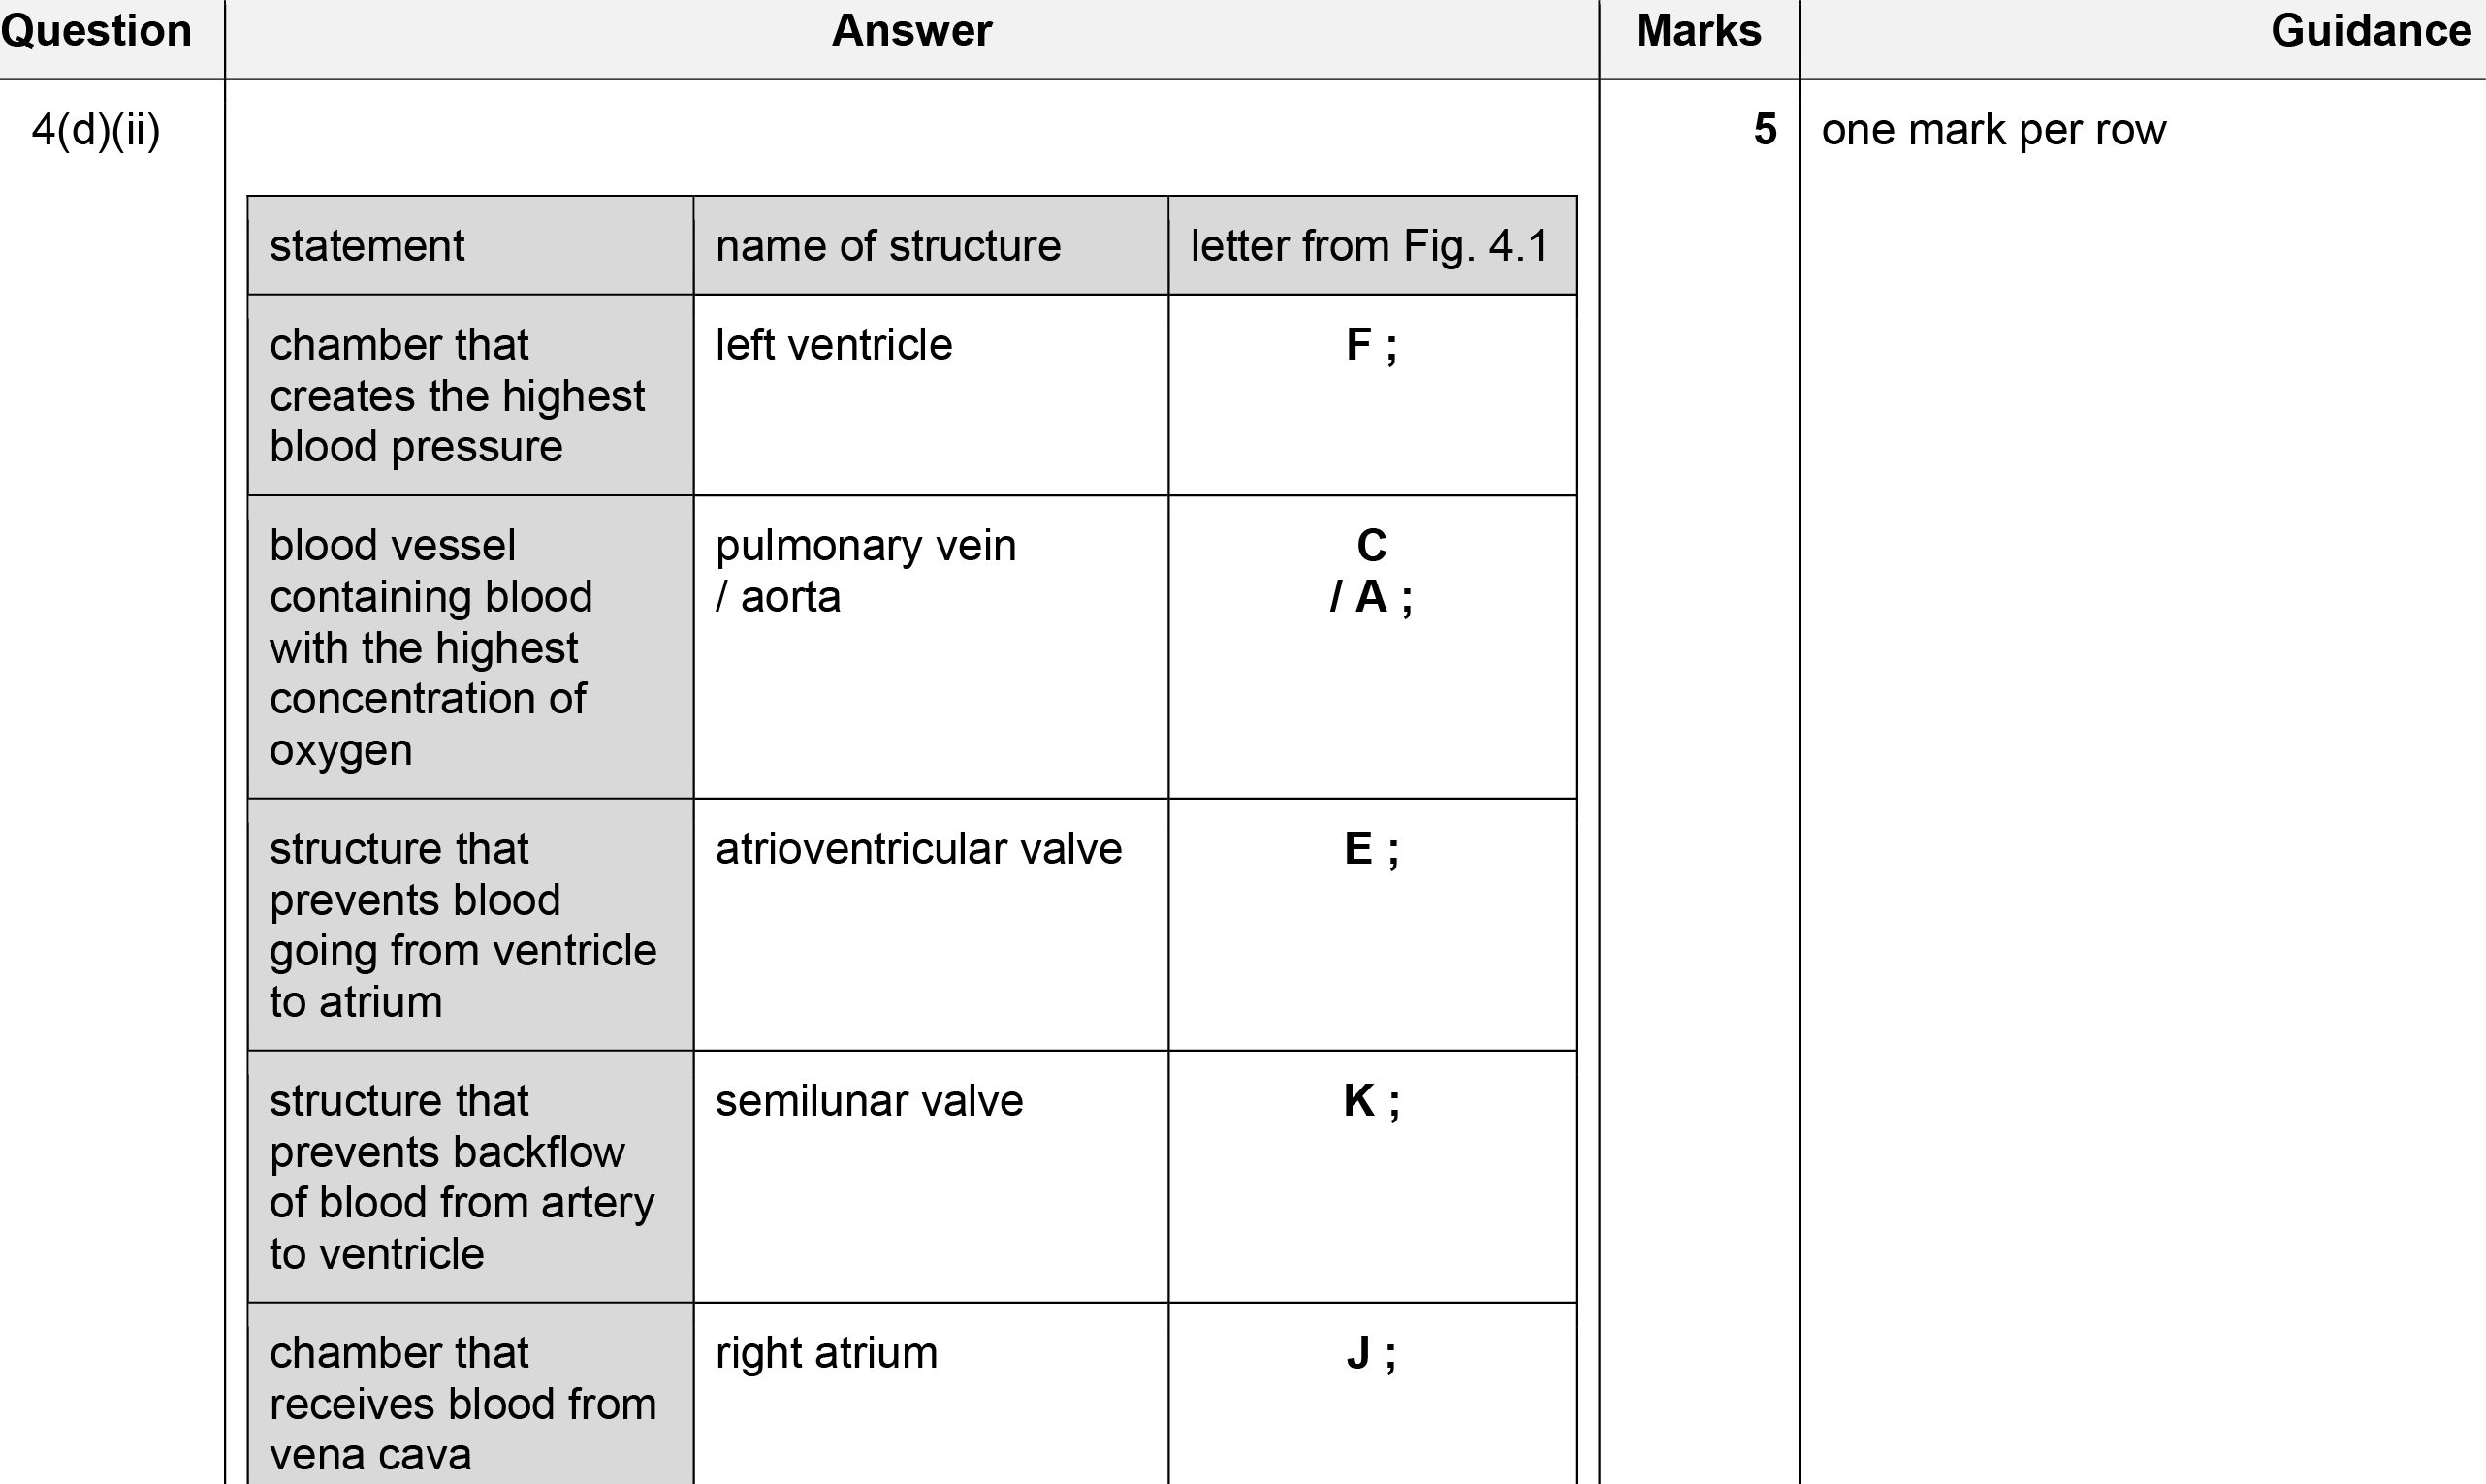 Question Answer Marks Guidance
4(d)(ii) 5 one mark per row
statement name of structure letter from Fig. 4.1
chamber that left ventricle F ;
creates the highest
blood pressure
blood vessel pulmonary vein C
containing blood / aorta / A ;
with the highest
concentration of
oxygen
structure that atrioventricular valve E ;
prevents blood
going from ventricle
to atrium
structure that semilunar valve K ;
prevents backflow
of blood from artery
to ventricle
chamber that right atrium J ;
receives blood from
vena cava